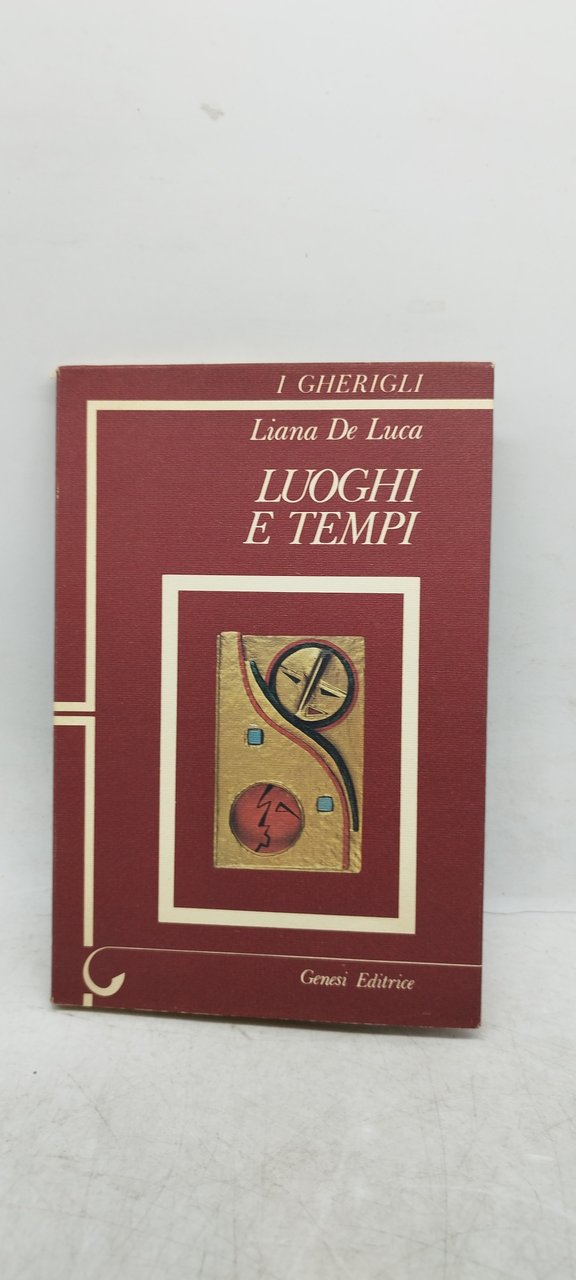 I GHERIGLI
Liana De Luca
LUOGHI
E TEMPI
Genesi Editrice